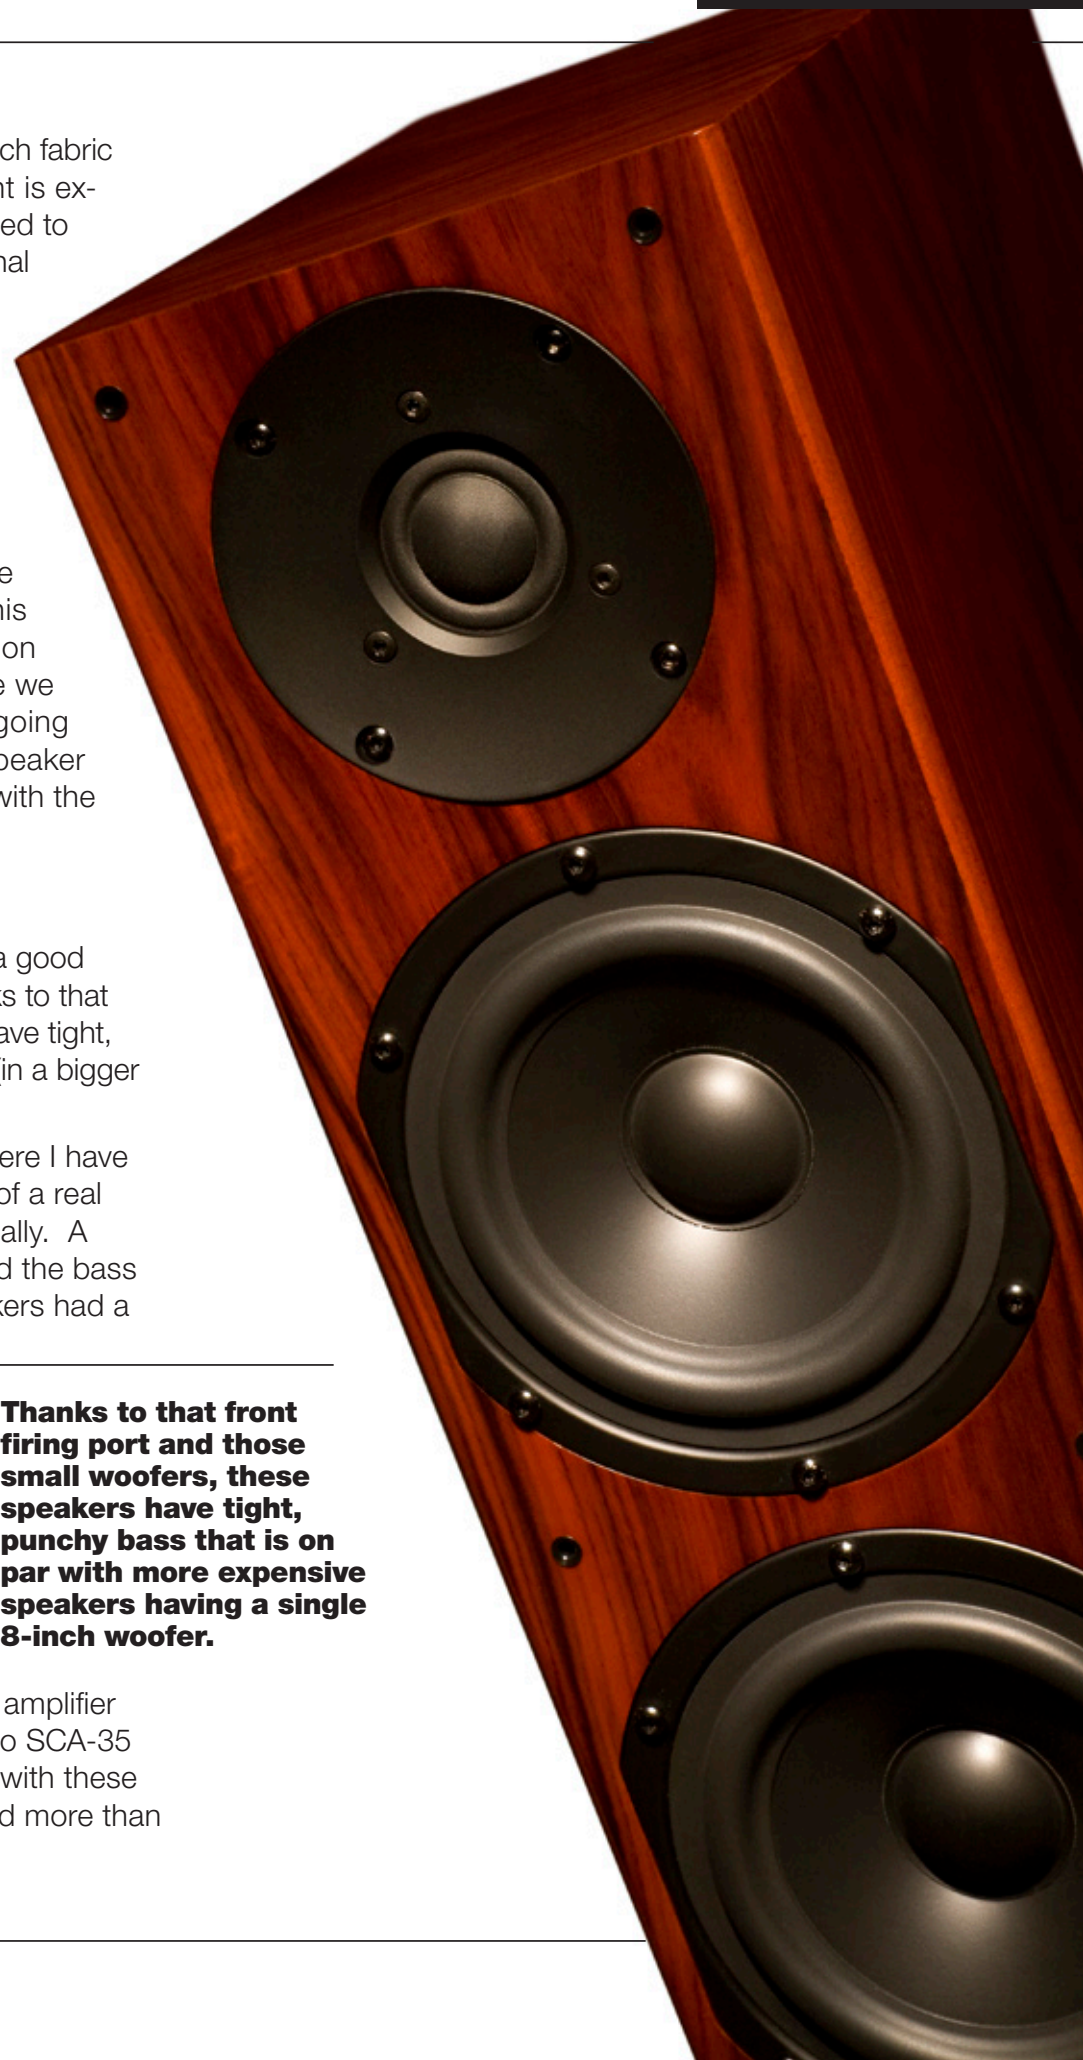 ch fabric
nt is ex-
ed to
nal
e
his
on
e we
going
peaker
with the
a good
ks to that
ave tight,
in a bigger
ere I have
of a real
ally. A
d the bass
kers had a
Thanks to that front
firing port and those
small woofers, these
speakers have tight,
punchy bass that is on
par with more expensive
speakers having a single
8-inch woofer.
amplifier
o SCA-35
with these
d more than